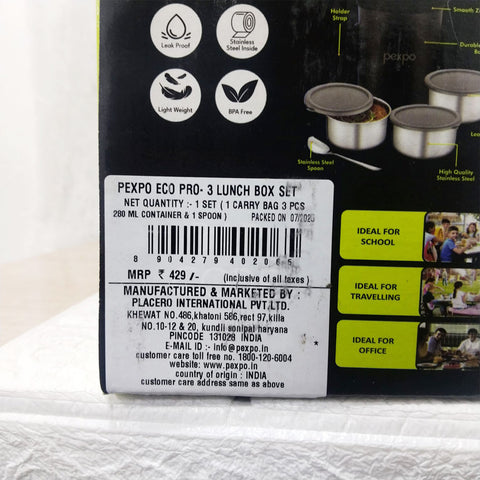 Holder
Strap
Smooth
pexpo
Leak Proof
Stainless
Steel Inside
Light Weight
BPA Free
Stainless Steel
Spoon
High Quality
Stainless Steel
PEXPO ECO PRO- 3 LUNCH BOX SET
NET QUANTITY :- 1 SET ( 1 CARRY BAG 3 PCS
280 ML CONTAINER & 1 SPOON ) PACKED ON 07/2025
8 904279 402065
MRP ₹ 429 /- (inclusive of all taxes )
MANUFACTURED & MARKETED BY :
PLACERO INTERNATIONAL PVT.LTD.
KHEWAT NO.486,khatoni 586,rect 97,killa
NO.10-12 & 20, kundli sonipat haryana
PINCODE 131028 INDIA
E-MAIL ID :- info@pexpo.in
customer care toll free no. 1800-120-6004
website: www.pexpo.in
country of origin : INDIA
customer care address same as above
*
IDEAL FOR
SCHOOL
IDEAL FOR
TRAVELLING
IDEAL FOR
OFFICE